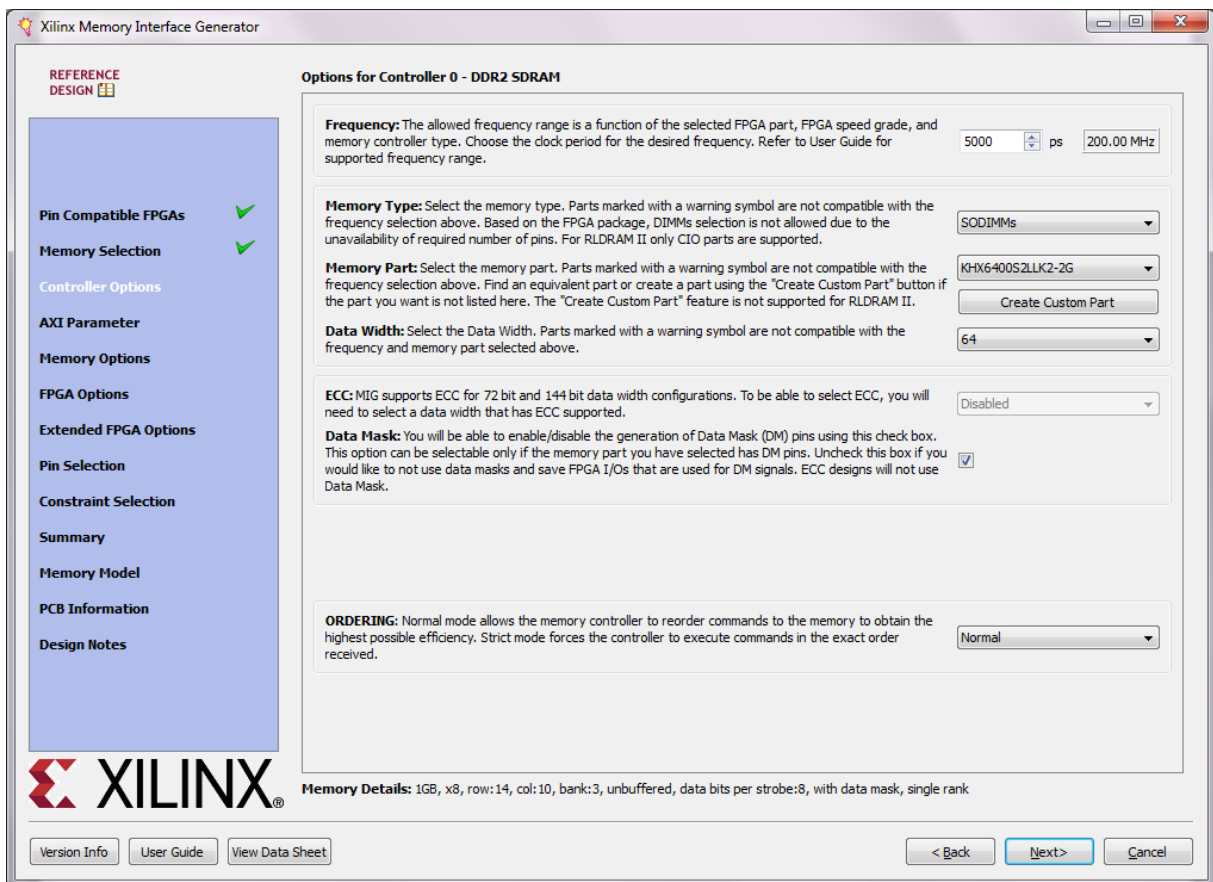 Xilinx Memory Interface Generator
REFERENCE
DESIGN
Pin Compatible FPGAs
Memory Selection
Controller Options
AXI Parameter
Memory Options
FPGA Options
Extended FPGA Options
Pin Selection
Constraint Selection
Summary
Memory Model
PCB Information
Design Notes
XILINX®
Options for Controller 0 - DDR2 SDRAM
Frequency: The allowed frequency range is a function of the selected FPGA part, FPGA speed grade, and
memory controller type. Choose the clock period for the desired frequency. Refer to User Guide for
supported frequency range.
5000 ps 200.00 MHz
Memory Type: Select the memory type. Parts marked with a warning symbol are not compatible with the
frequency selection above. Based on the FPGA package, DIMMs selection is not allowed due to the
unavailability of required number of pins. For RLDRAM II only CIO parts are supported.
SODIMMs
Memory Part: Select the memory part. Parts marked with a warning symbol are not compatible with the
frequency selection above. Find an equivalent part or create a part using the "Create Custom Part" button if
the part you want is not listed here. The "Create Custom Part" feature is not supported for RLDRAM II.
KHX6400S2LLK2-2G
Create Custom Part
Data Width: Select the Data Width. Parts marked with a warning symbol are not compatible with the
frequency and memory part selected above.
64
ECC: MIG supports ECC for 72 bit and 144 bit data width configurations. To be able to select ECC, you will
need to select a data width that has ECC supported.
Disabled
Data Mask: You will be able to enable/disable the generation of Data Mask (DM) pins using this check box.
This option can be selectable only if the memory part you have selected has DM pins. Uncheck this box if you
would like to not use data masks and save FPGA I/Os that are used for DM signals. ECC designs will not use
Data Mask.
ORDERING: Normal mode allows the memory controller to reorder commands to the memory to obtain the
highest possible efficiency. Strict mode forces the controller to execute commands in the exact order
received.
Normal
Memory Details: 1GB, x8, row:14, col:10, bank:3, unbuffered, data bits per strobe:8, with data mask, single rank
Version Info User Guide View Data Sheet < Back Next> Cancel